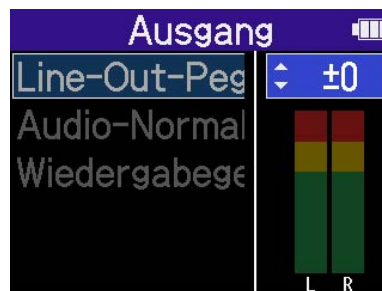 Ausgang
Line-Out-Peg
±0
Audio-Normal
Wiedergabege
L R